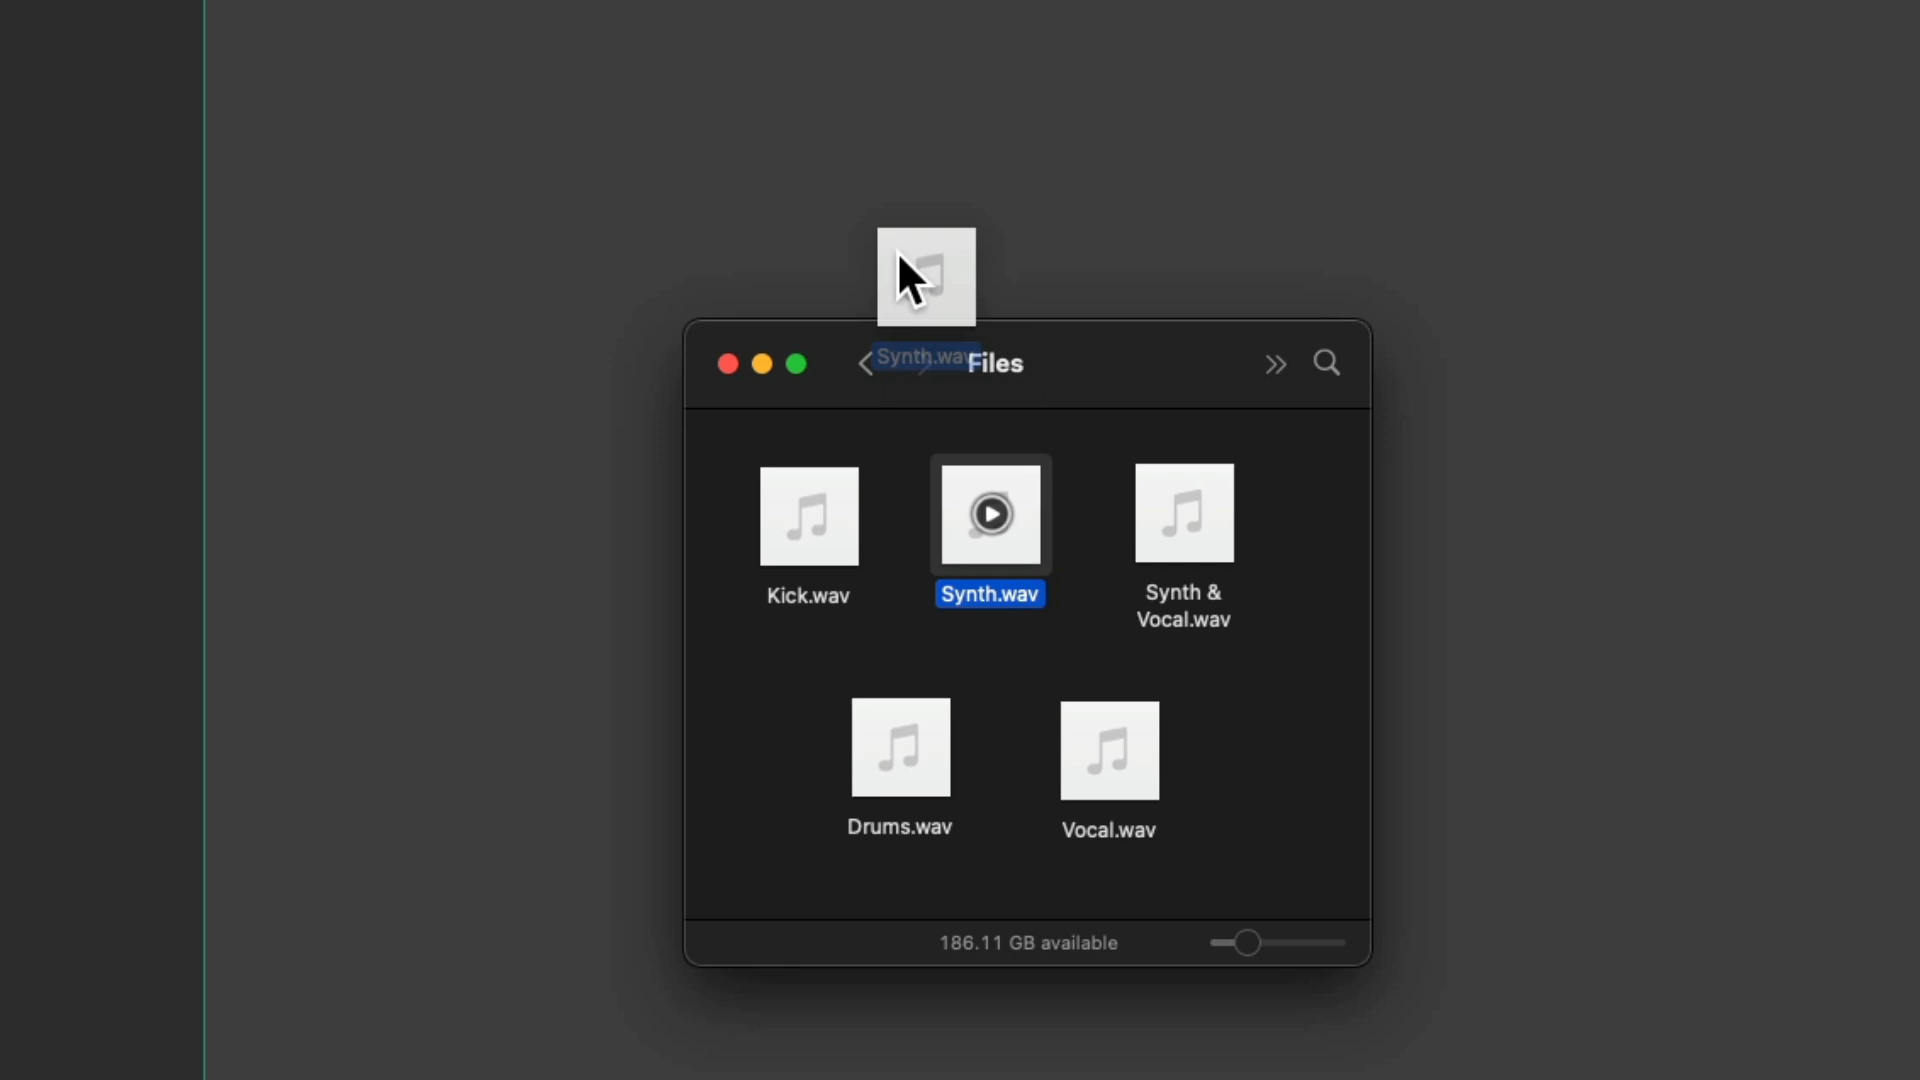 Synth.wav
Files
Kick.wav
Synth.wav
Synth &
Vocal.wav
Drums.wav
Vocal.wav
186.11 GB available